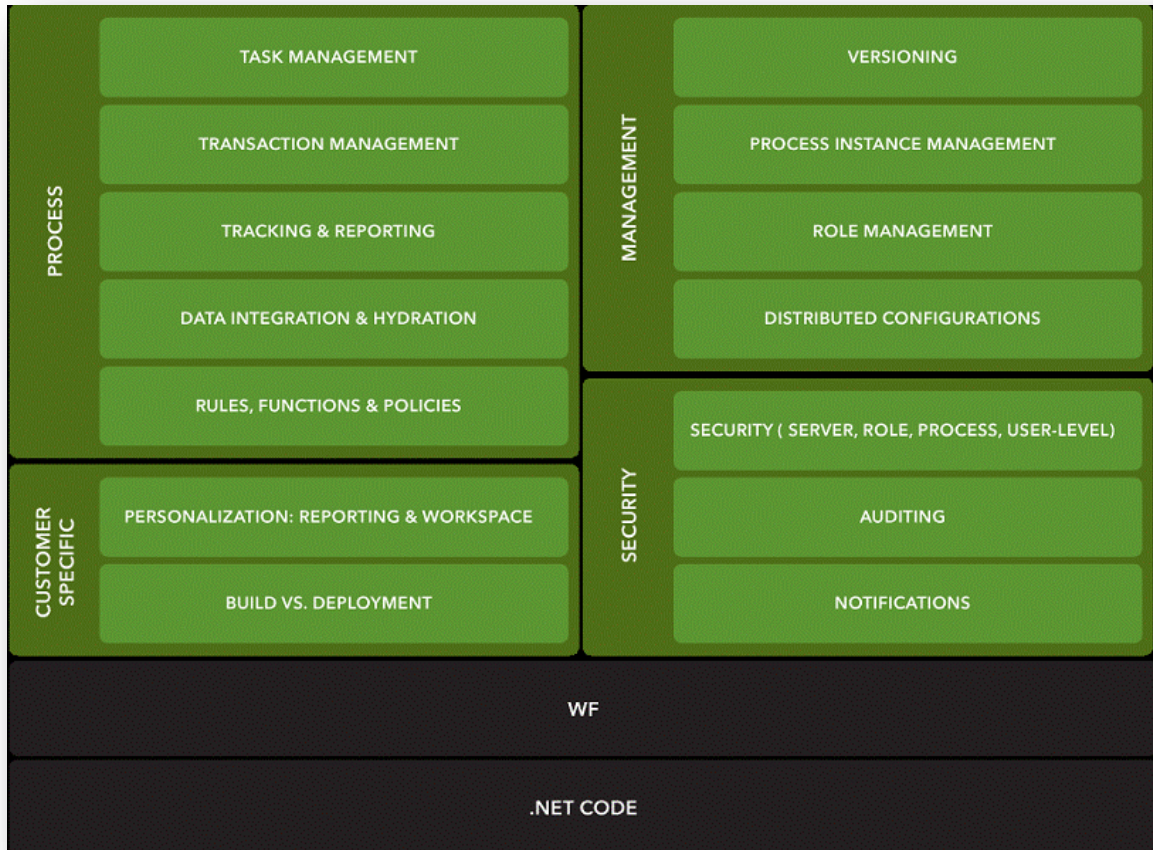 PROCESS
TASK MANAGEMENT
TRANSACTION MANAGEMENT
TRACKING & REPORTING
DATA INTEGRATION & HYDRATION
RULES, FUNCTIONS & POLICIES
CUSTOMER
SPECIFIC
PERSONALIZATION: REPORTING & WORKSPACE
BUILD VS. DEPLOYMENT
MANAGEMENT
VERSIONING
PROCESS INSTANCE MANAGEMENT
ROLE MANAGEMENT
DISTRIBUTED CONFIGURATIONS
SECURITY
SECURITY ( SERVER, ROLE, PROCESS, USER-LEVEL)
AUDITING
NOTIFICATIONS
WF
.NET CODE